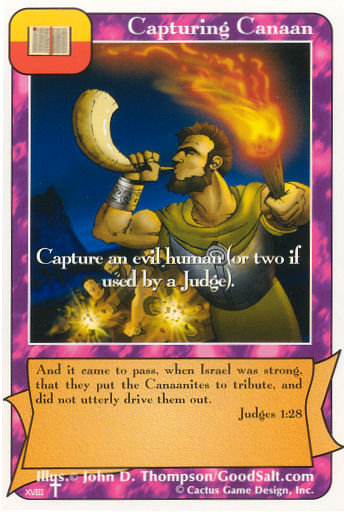 Capturing Canaan
Capture an evil human (or two if
used by a Judge).
And it came to pass, when Israel was strong,
that they put the Canaanites to tribute, and
did not utterly drive them out.
Judges 1:28
Illus. © John D. Thompson/GoodSalt.com
XVIII © Cactus Game Design, Inc.